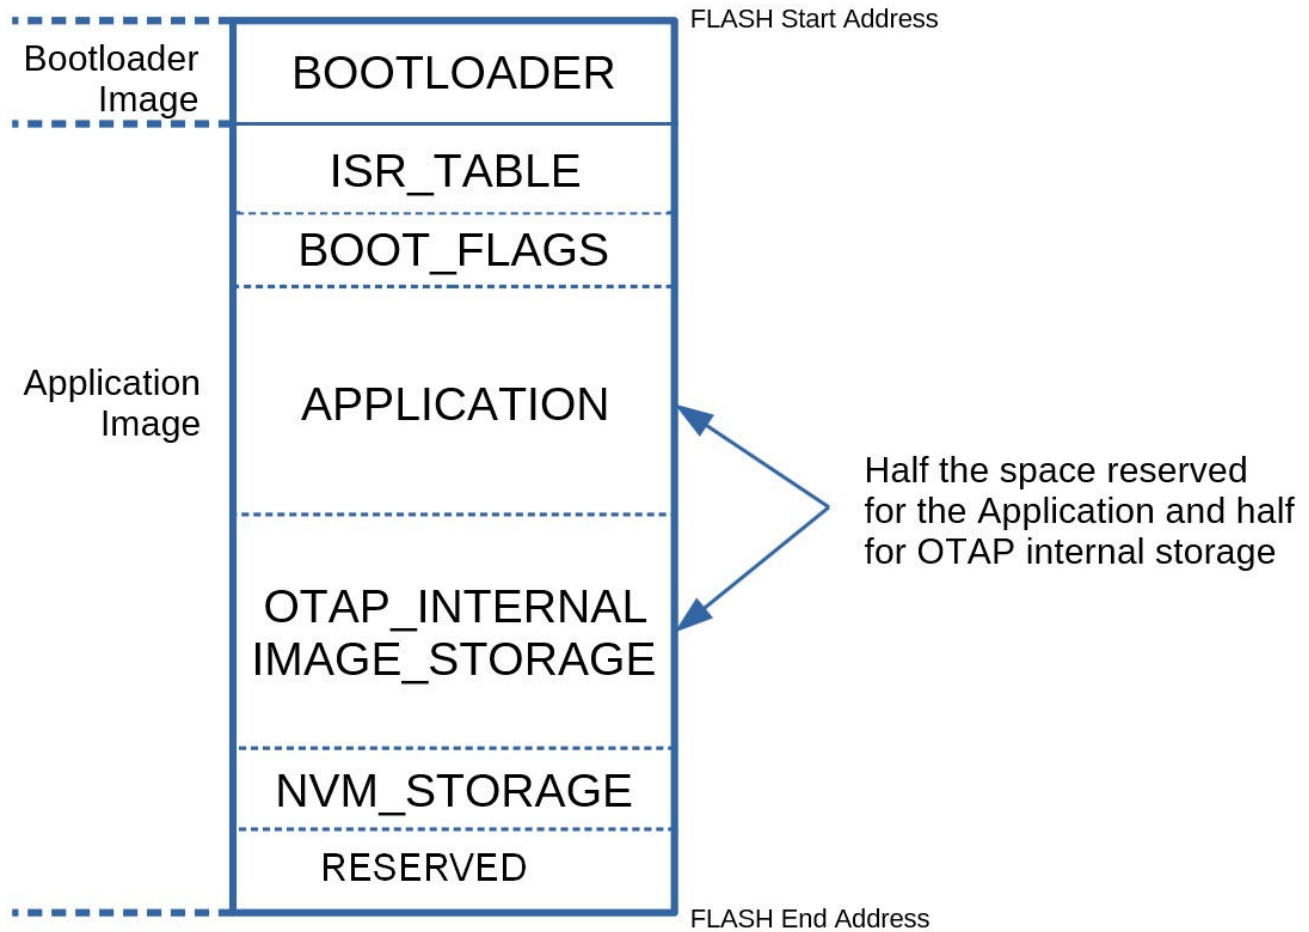 FLASH Start Address
Bootloader
Image
BOOTLOADER
ISR_TABLE
BOOT_FLAGS
Application
Image
APPLICATION
Half the space reserved
for the Application and half
for OTAP internal storage
OTAP_INTERNAL
IMAGE_STORAGE
NVM_STORAGE
RESERVED
FLASH End Address